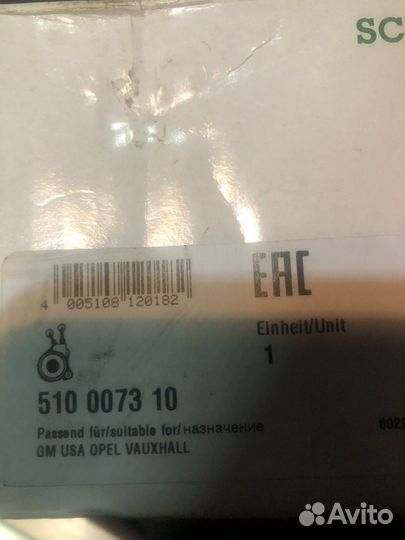 SC
EAC
4 005108 120182
Einheit/Unit
1
510 0073 10
Passend für/suitable for/назначение
6022
GM USA OPEL VAUXHALL
Avito